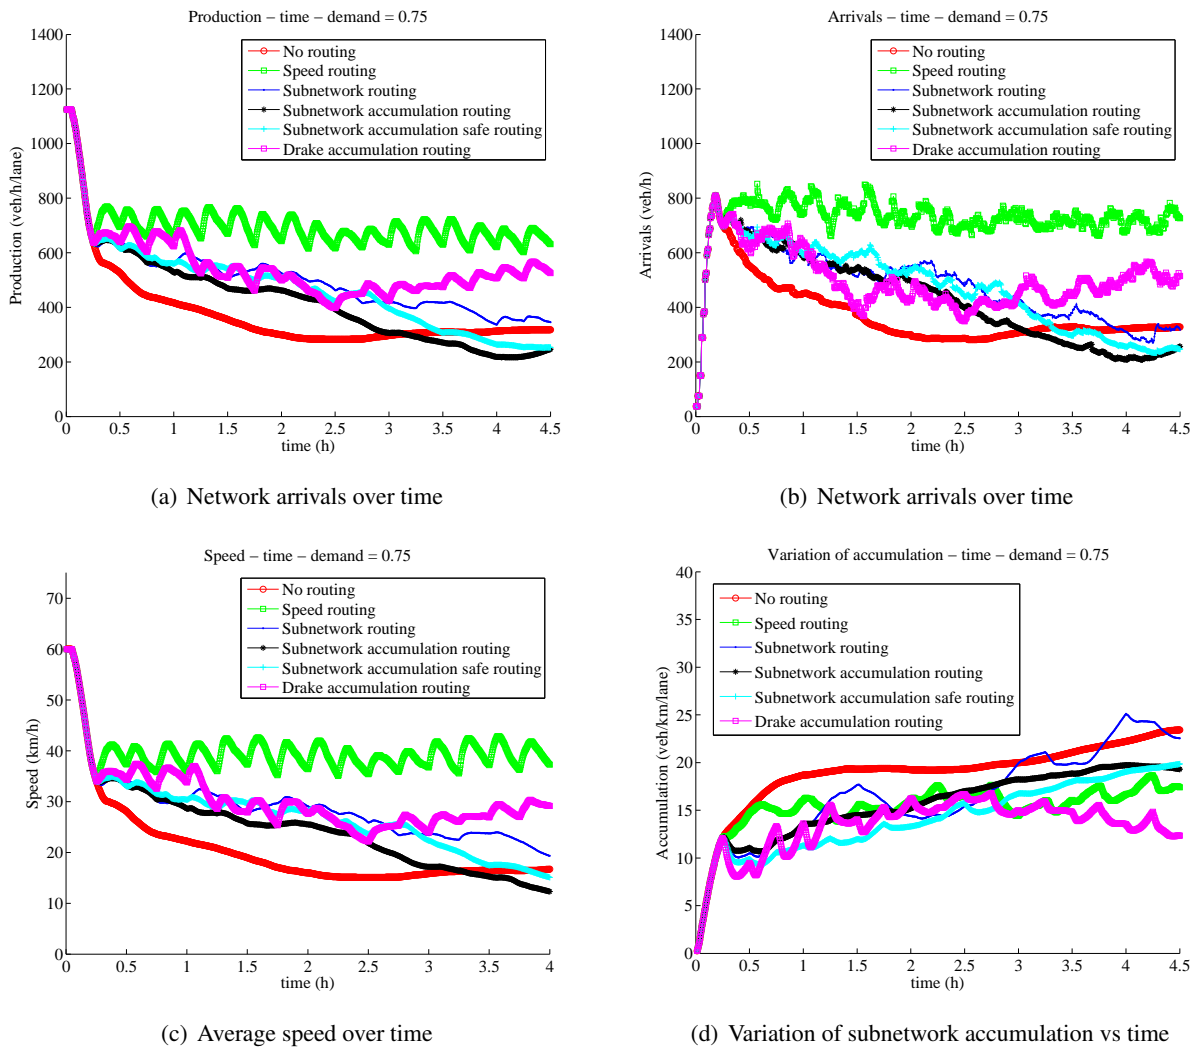 Production – time – demand = 0.75
1400
1200
1000
800
600
400
200
0
Production (veh/h/lane)
No routing
Speed routing
Subnetwork routing
Subnetwork accumulation routing
Subnetwork accumulation safe routing
Drake accumulation routing
0 0.5 1 1.5 2 2.5 3 3.5 4 4.5
time (h)
(a) Network arrivals over time
Arrivals – time – demand = 0.75
1400
1200
1000
800
600
400
200
0
Arrivals (veh/h)
No routing
Speed routing
Subnetwork routing
Subnetwork accumulation routing
Subnetwork accumulation safe routing
Drake accumulation routing
0 0.5 1 1.5 2 2.5 3 3.5 4 4.5
time (h)
(b) Network arrivals over time
Speed – time – demand = 0.75
70
60
50
40
30
20
10
0
Speed (km/h)
No routing
Speed routing
Subnetwork routing
Subnetwork accumulation routing
Subnetwork accumulation safe routing
Drake accumulation routing
0 0.5 1 1.5 2 2.5 3 3.5 4
time (h)
(c) Average speed over time
Variation of accumulation – time – demand = 0.75
40
35
30
25
20
15
10
5
0
Accumulation (veh/km/lane)
No routing
Speed routing
Subnetwork routing
Subnetwork accumulation routing
Subnetwork accumulation safe routing
Drake accumulation routing
0 0.5 1 1.5 2 2.5 3 3.5 4 4.5
time (h)
(d) Variation of subnetwork accumulation vs time